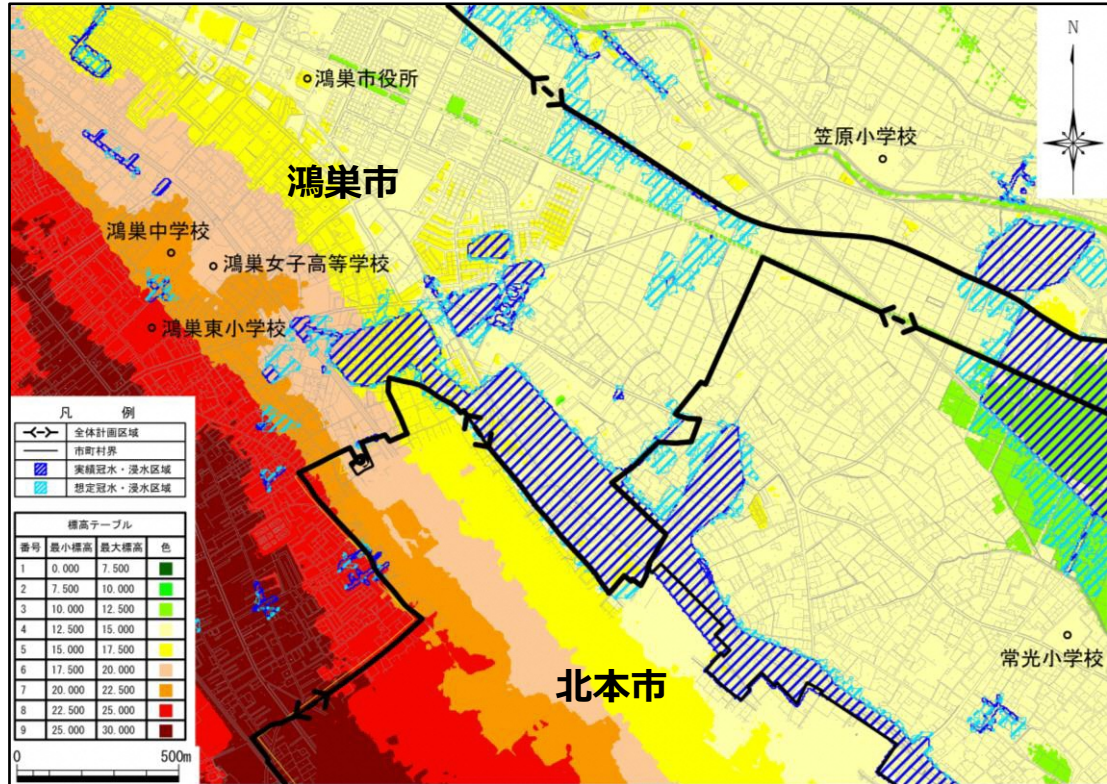 N
鴻巣市役所
笠原小学校
鴻巣市
鴻巣中学校
鴻巣女子高等学校
鴻巣東小学校
凡 例
全体計画区域
市町村界
実績冠水・浸水区域
想定冠水・浸水区域
標高テーブル
番号 最小標高 最大標高 色
1 0.000 7.500
2 7.500 10.000
3 10.000 12.500
4 12.500 15.000
5 15.000 17.500
6 17.500 20.000
7 20.000 22.500
8 22.500 25.000
9 25.000 30.000
常光小学校
北本市
0 500m